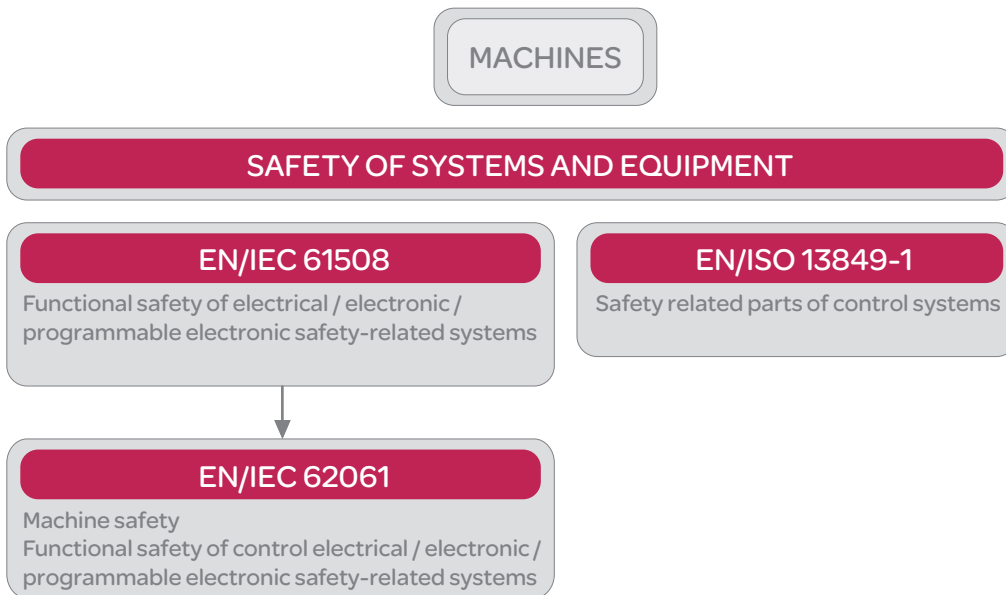 MACHINES
SAFETY OF SYSTEMS AND EQUIPMENT
EN/IEC 61508
Functional safety of electrical / electronic /
programmable electronic safety-related systems
EN/ISO 13849-1
Safety related parts of control systems
EN/IEC 62061
Machine safety
Functional safety of control electrical / electronic /
programmable electronic safety-related systems